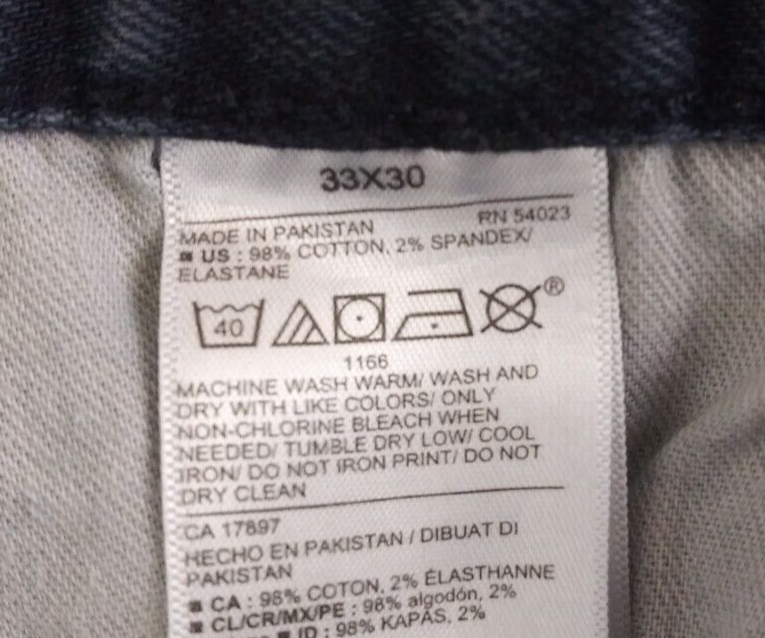 33X30
RN 54023
MADE IN PAKISTAN
US : 98% COTTON, 2% SPANDEX/
ELASTANE
40
®
1166
MACHINE WASH WARM/ WASH AND
DRY WITH LIKE COLORS/ ONLY
NON-CHLORINE BLEACH WHEN
NEEDED/ TUMBLE DRY LOW/ COOL
IRON/ DO NOT IRON PRINT/ DO NOT
DRY CLEAN
CA 17897
HECHO EN PAKISTAN / DIBUAT DI
PAKISTAN
CA : 98% COTON, 2% ÉLASTHANNE
CL/CR/MX/PE : 98% algodón, 2%
ID : 98% KAPAS, 2%